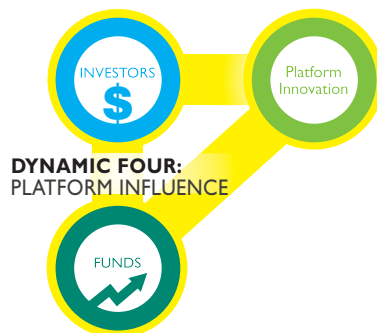 INVESTORS
$
Platform
Innovation
DYNAMIC FOUR:
PLATFORM INFLUENCE
FUNDS